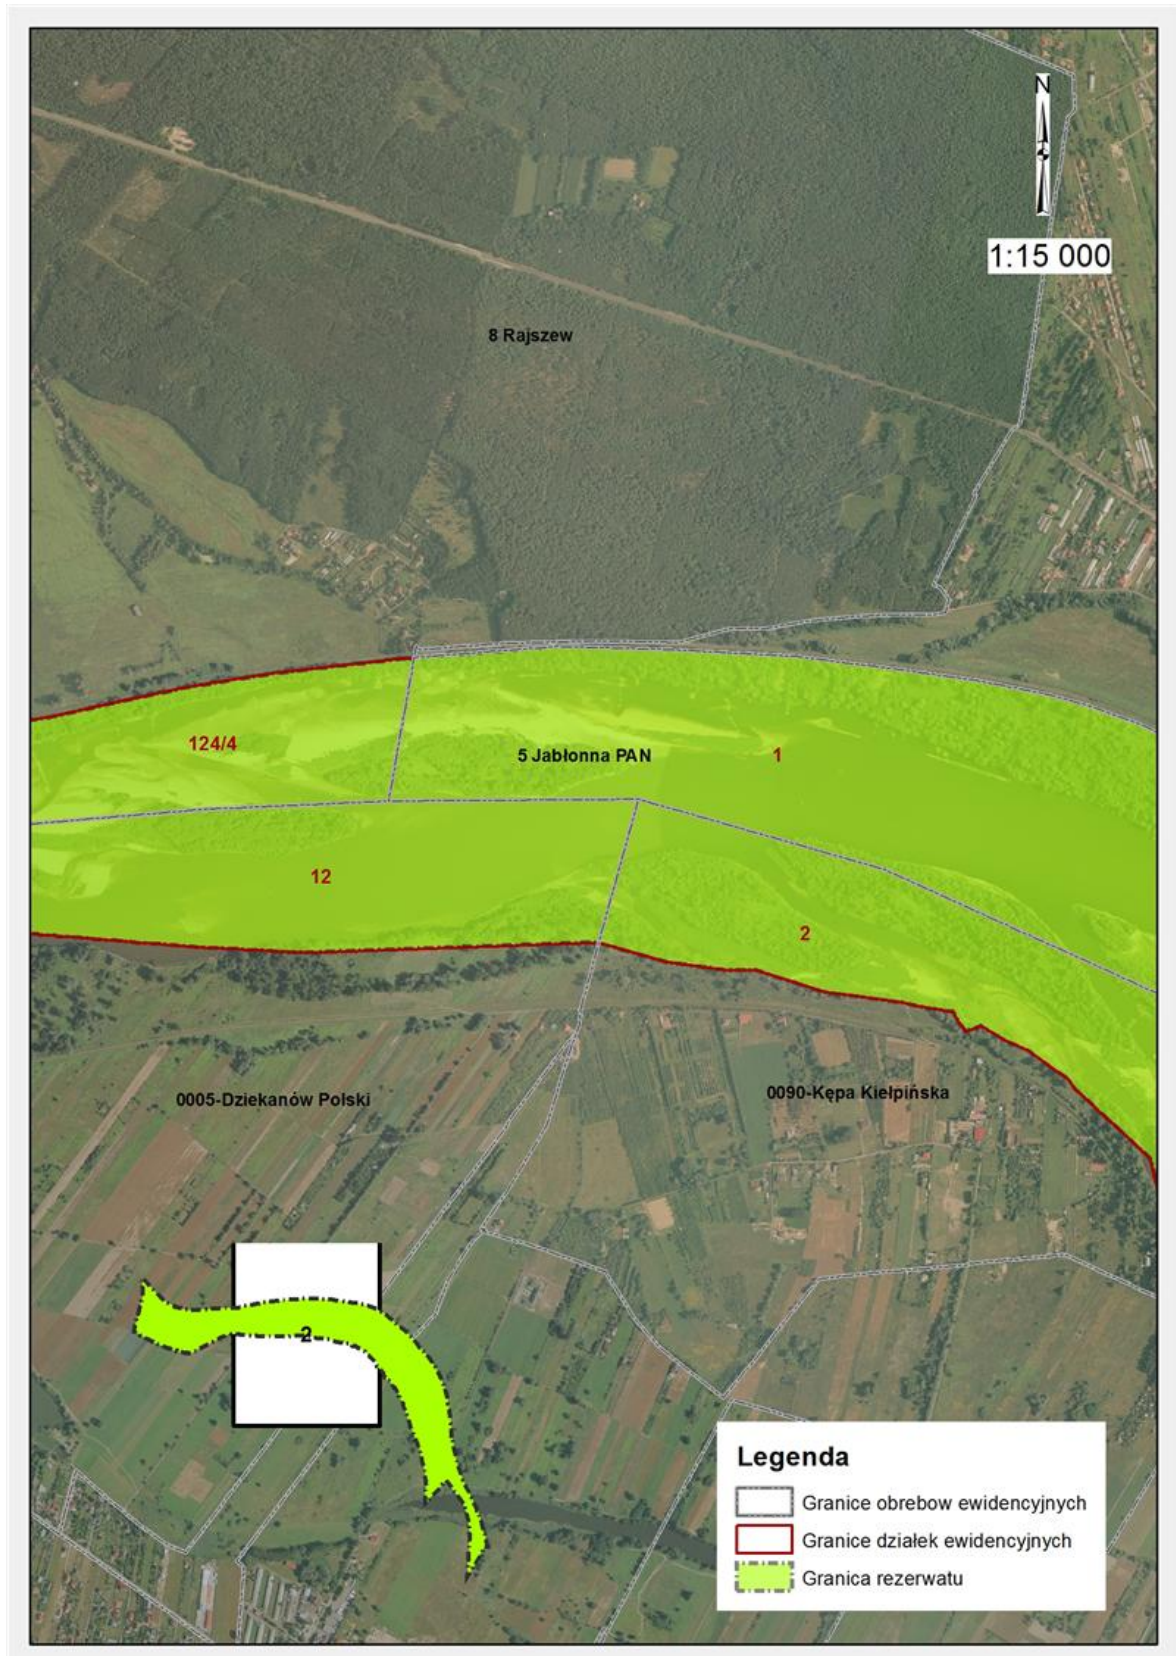 N
1:15 000
8 Rajszew
124/4
5 Jabłonna PAN
1
12
2
0005-Dziekanów Polski
0090-Kępa Kiełpińska
2
Legenda
Granice obrebow ewidencyjnych
Granice działek ewidencyjnych
Granica rezerwatu